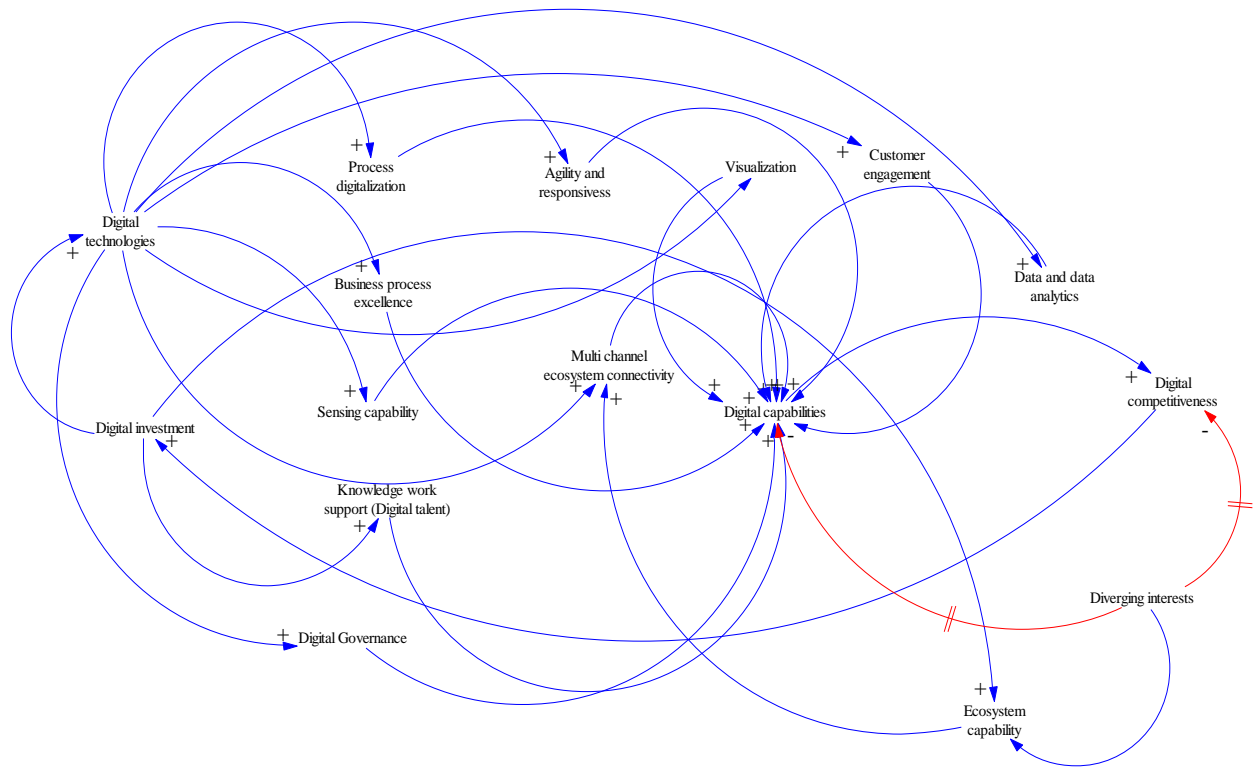 Process
digitalization
Agility and
responsivess
Visualization
Customer
engagement
Digital
technologies
Business process
excellence
Data and data
analytics
Multi channel
ecosystem connectivity
Digital
competitiveness
Sensing capability
Digital capabilities
Digital investment
Knowledge work
support (Digital talent)
Diverging interests
Digital Governance
Ecosystem
capability